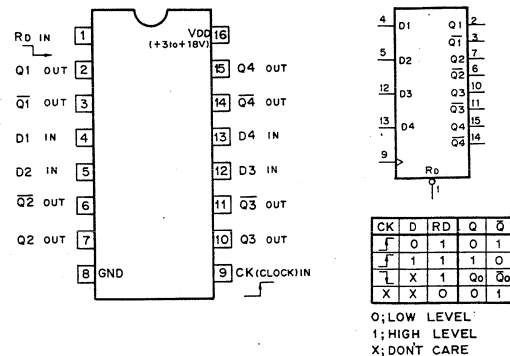 RD IN
1
VDD
(+3to+18V)
16
Q1 OUT
2
15
Q4 OUT
Q̅1̅ OUT
3
14
Q̅4̅ OUT
D1 IN
4
13
D4 IN
D2 IN
5
12
D3 IN
Q̅2̅ OUT
6
11
Q̅3̅ OUT
Q2 OUT
7
10
Q3 OUT
8
GND
9
CK(CLOCK)IN
4 D1 Q1 2
Q̅1̅ 3
5 D2 Q2 7
Q̅2̅ 6
12 D3 Q3 10
Q̅3̅ 11
13 D4 Q4 15
Q̅4̅ 14
9
RD
1
CK D RD Q Q̅
0 1 0 1
1 1 1 0
X 1 Q0 Q̅0
X X 0 0 1
0;LOW LEVEL
1;HIGH LEVEL
X;DON'T CARE